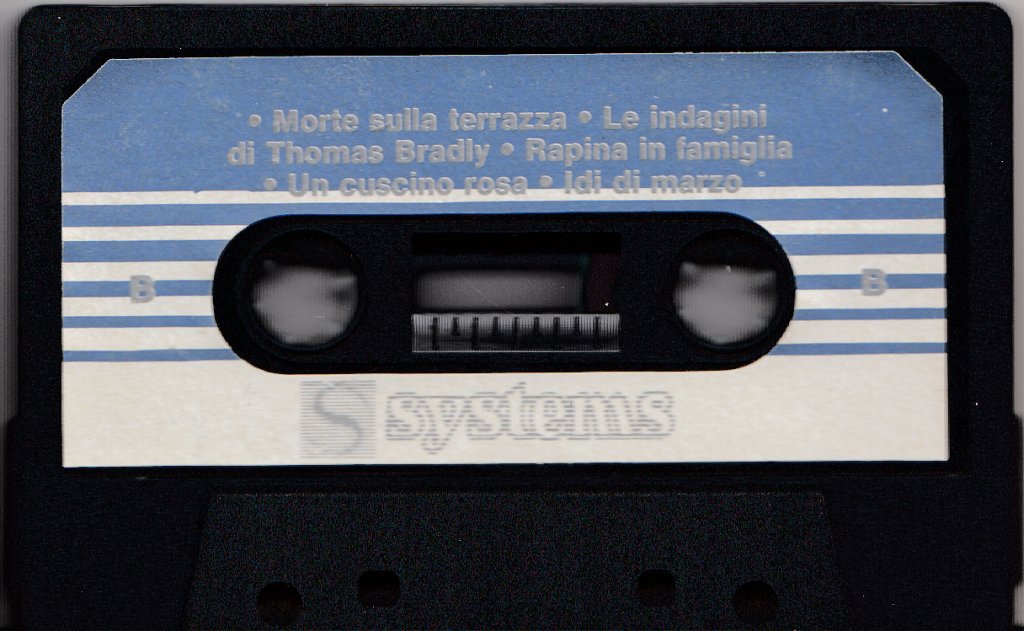 • Morte sulla terrazza • Le indagini
di Thomas Bradly • Rapina in famiglia
• Un cuscino rosa • Idi di marzo
B
B
S systems